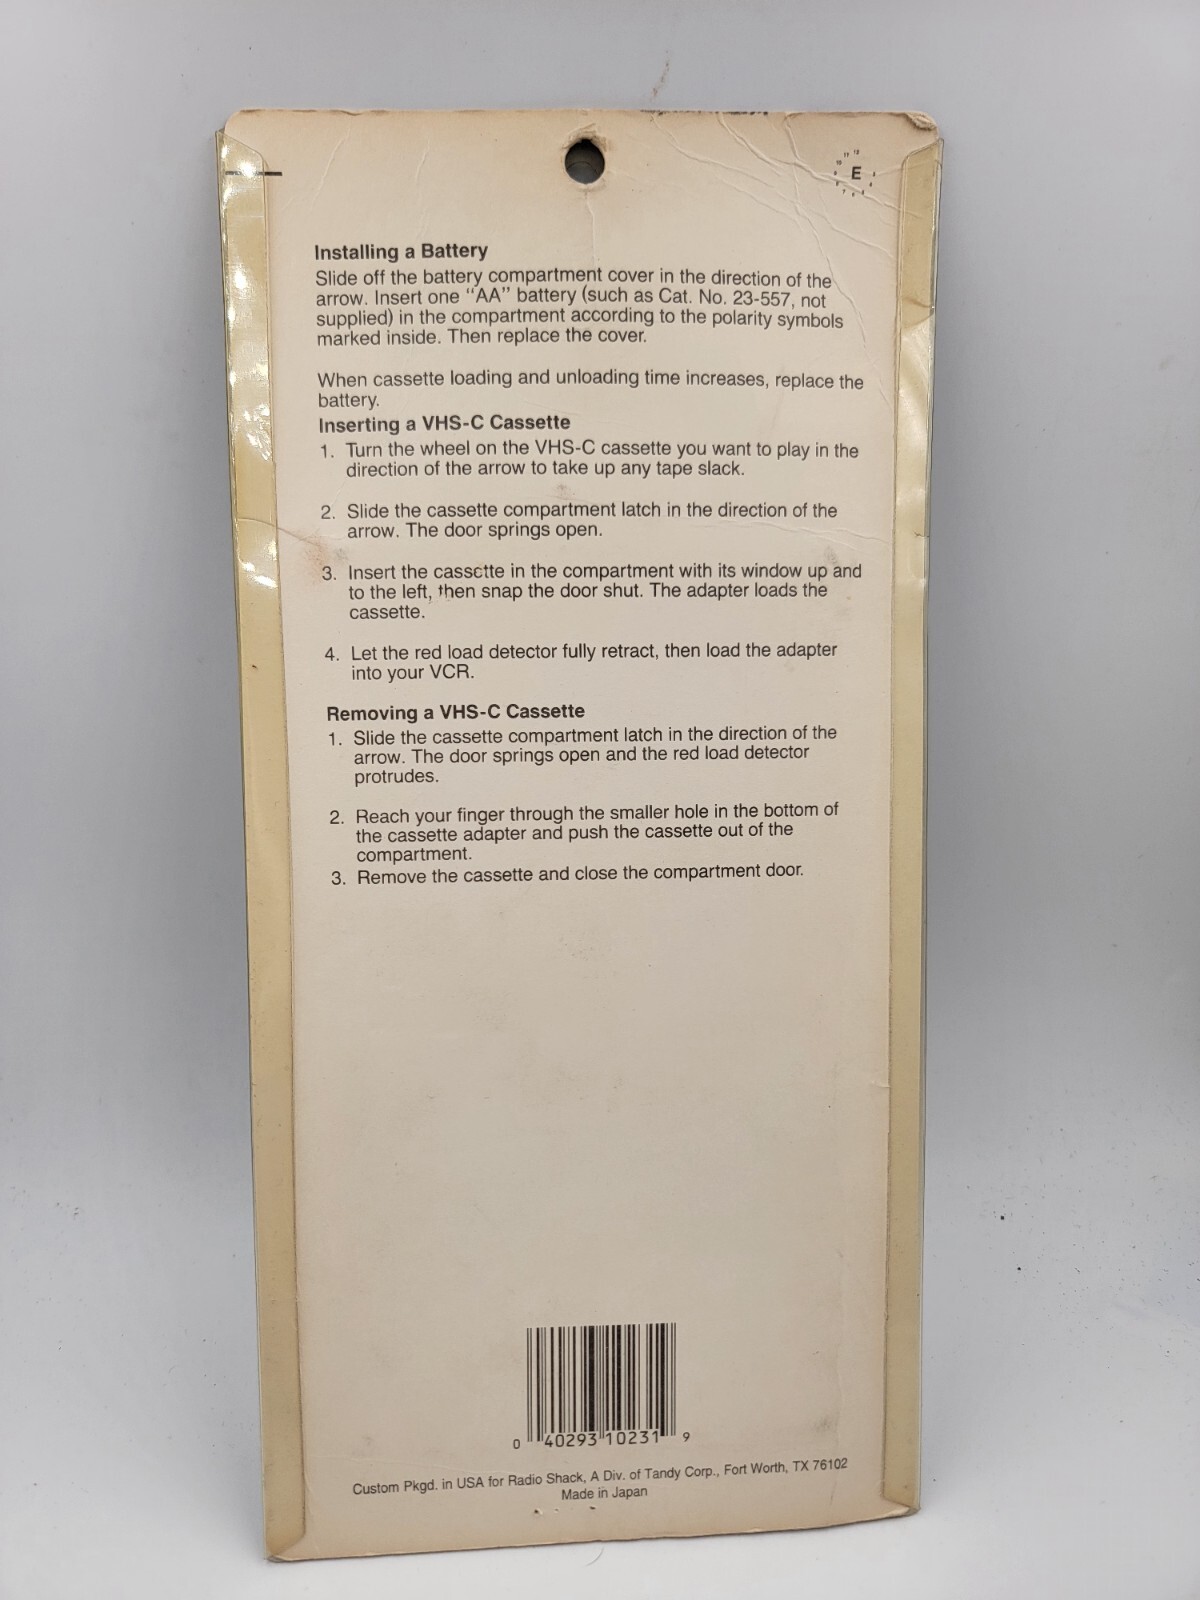 E
Installing a Battery
Slide off the battery compartment cover in the direction of the
arrow. Insert one "AA" battery (such as Cat. No. 23-557, not
supplied) in the compartment according to the polarity symbols
marked inside. Then replace the cover.
When cassette loading and unloading time increases, replace the
battery.
Inserting a VHS-C Cassette
1. Turn the wheel on the VHS-C cassette you want to play in the
direction of the arrow to take up any tape slack.
2. Slide the cassette compartment latch in the direction of the
arrow. The door springs open.
3. Insert the cassette in the compartment with its window up and
to the left, then snap the door shut. The adapter loads the
cassette.
4. Let the red load detector fully retract, then load the adapter
into your VCR.
Removing a VHS-C Cassette
1. Slide the cassette compartment latch in the direction of the
arrow. The door springs open and the red load detector
protrudes.
2. Reach your finger through the smaller hole in the bottom of
the cassette adapter and push the cassette out of the
compartment.
3. Remove the cassette and close the compartment door.
0 40293 10231 9
Custom Pkgd. in USA for Radio Shack, A Div. of Tandy Corp., Fort Worth, TX 76102
Made in Japan